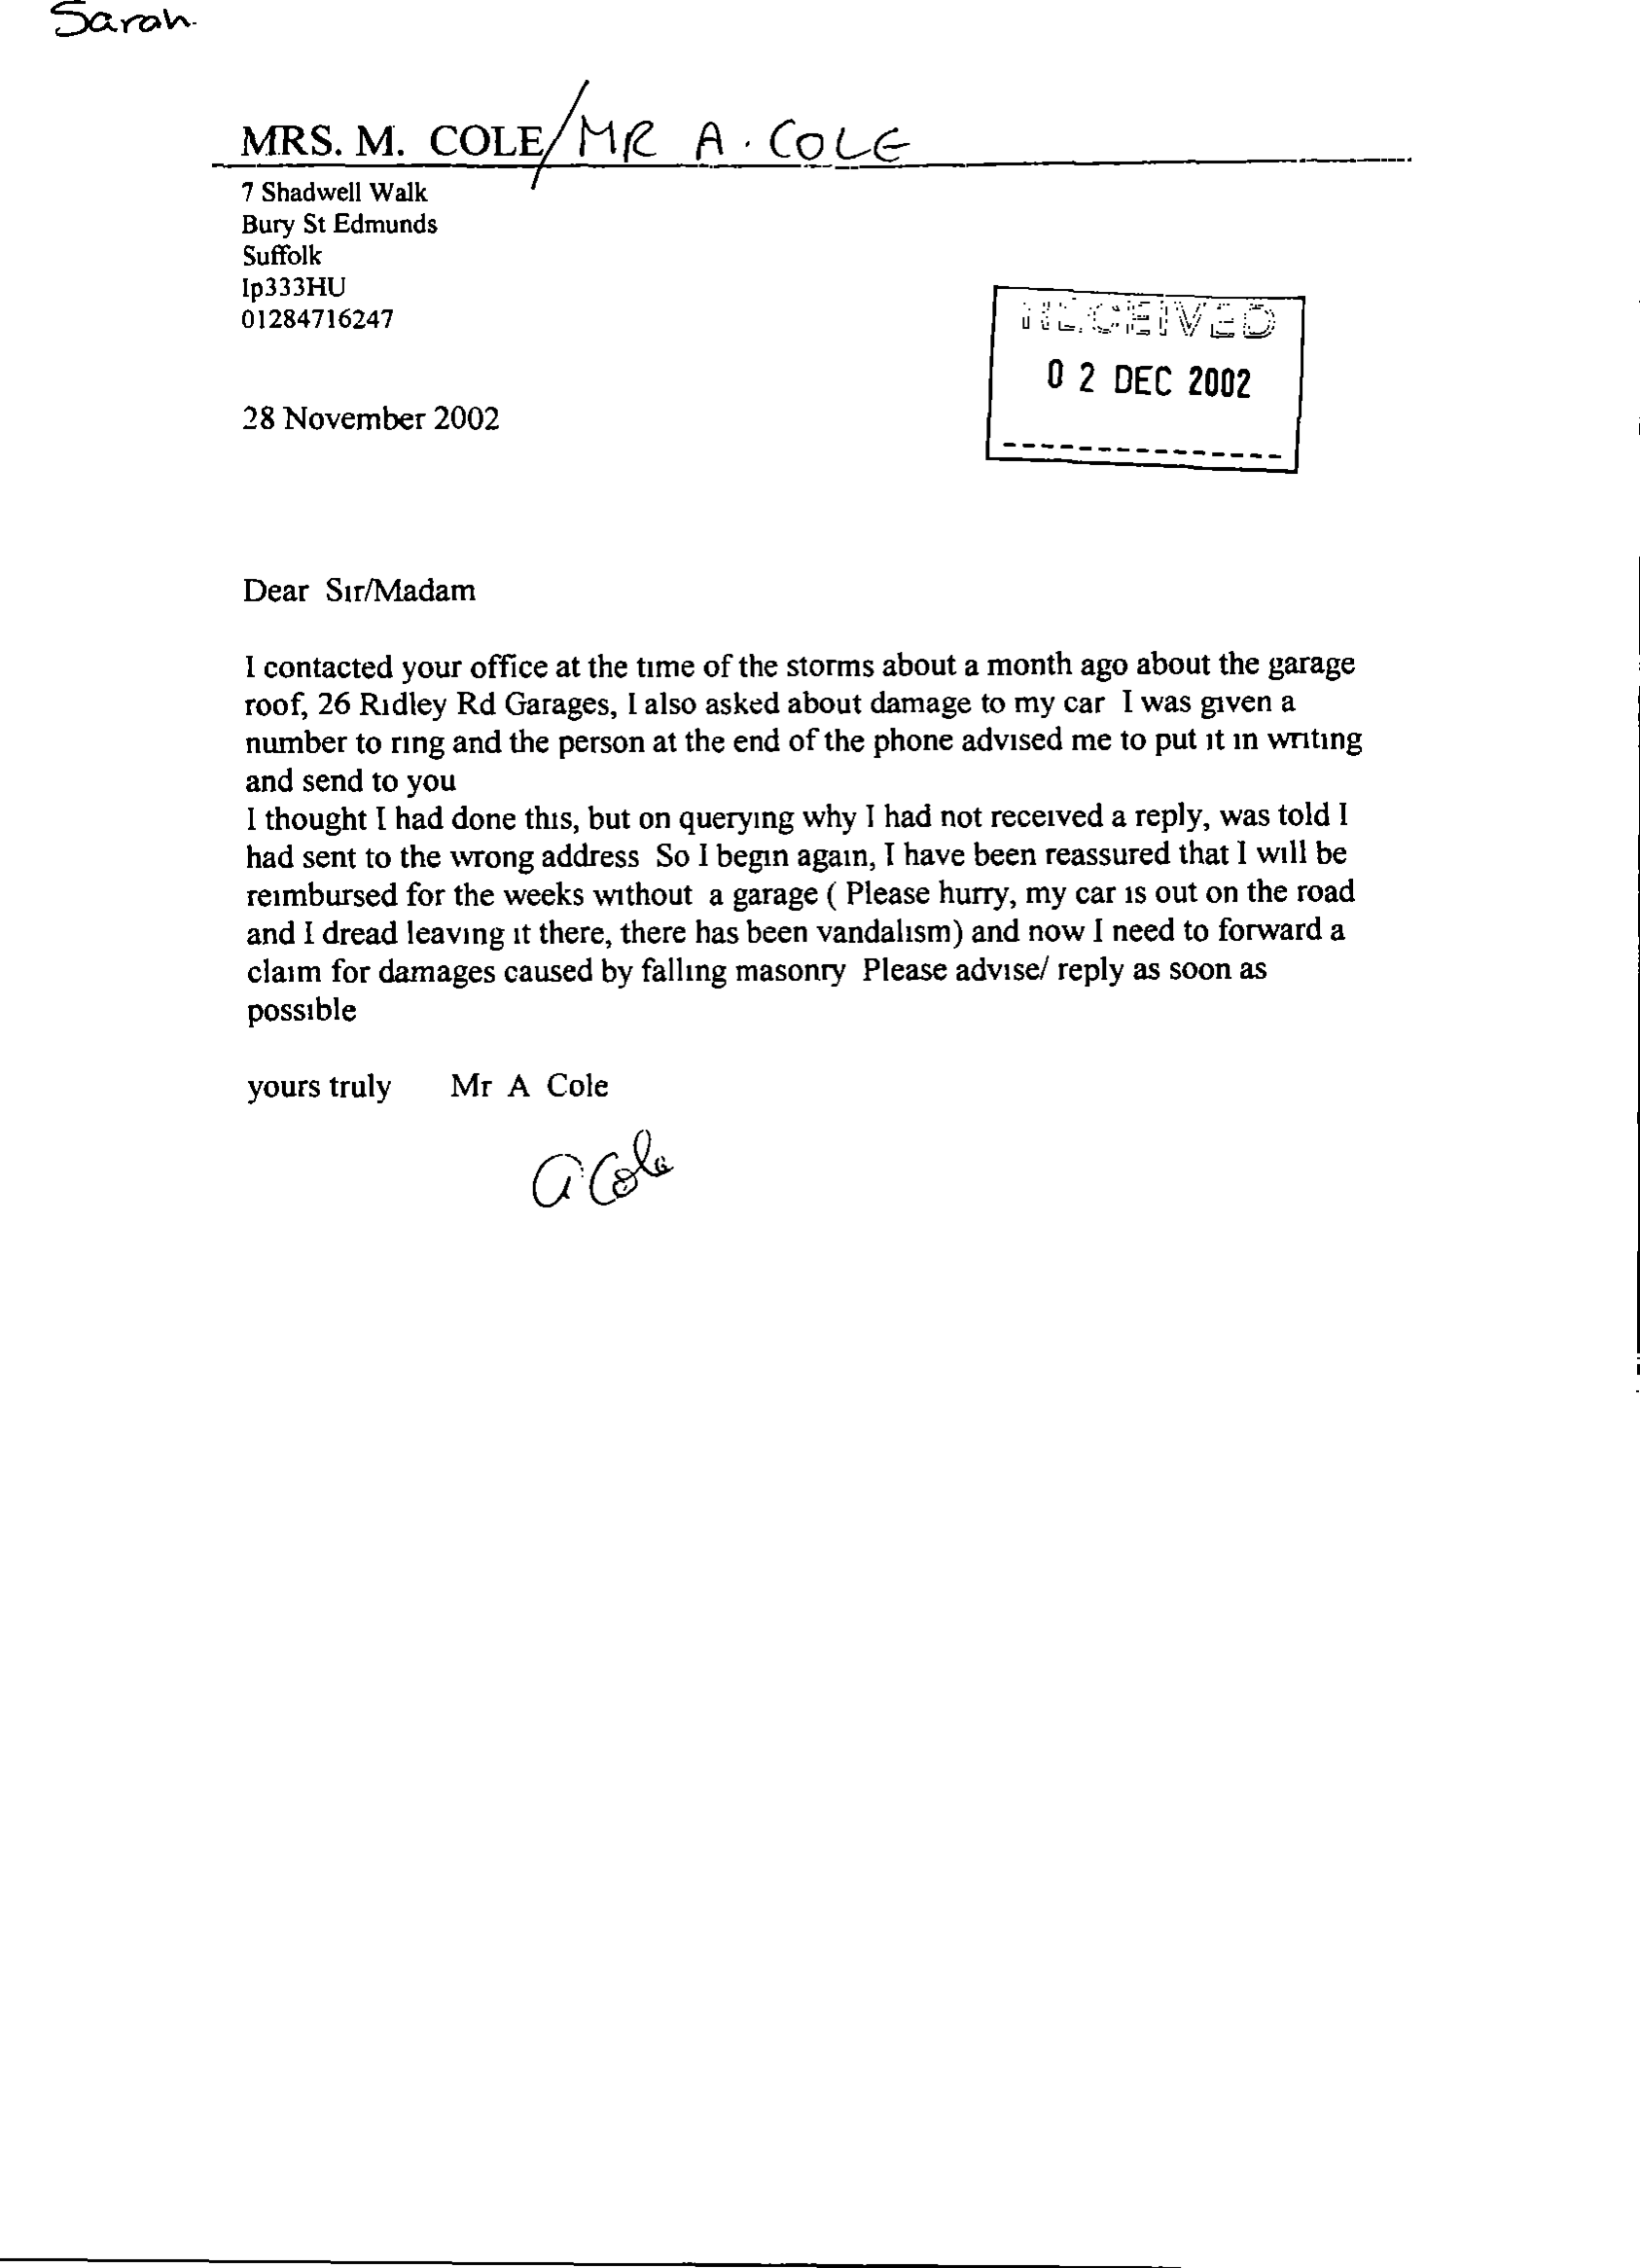 Sarah.
MRS. M. COLE/MR A. COLE
7 Shadwell Walk
Bury St Edmunds
Suffolk
Ip333HU
01284716247
RECEIVED
02 DEC 2002
28 November 2002
Dear Sir/Madam
I contacted your office at the time of the storms about a month ago about the garage
roof, 26 Ridley Rd Garages, I also asked about damage to my car I was given a
number to ring and the person at the end of the phone advised me to put it in writing
and send to you
I thought I had done this, but on querying why I had not received a reply, was told I
had sent to the wrong address So I begin again, I have been reassured that I will be
reimbursed for the weeks without a garage ( Please hurry, my car is out on the road
and I dread leaving it there, there has been vandalism) and now I need to forward a
claim for damages caused by falling masonry Please advise/ reply as soon as
possible
yours truly Mr A Cole
A Cole